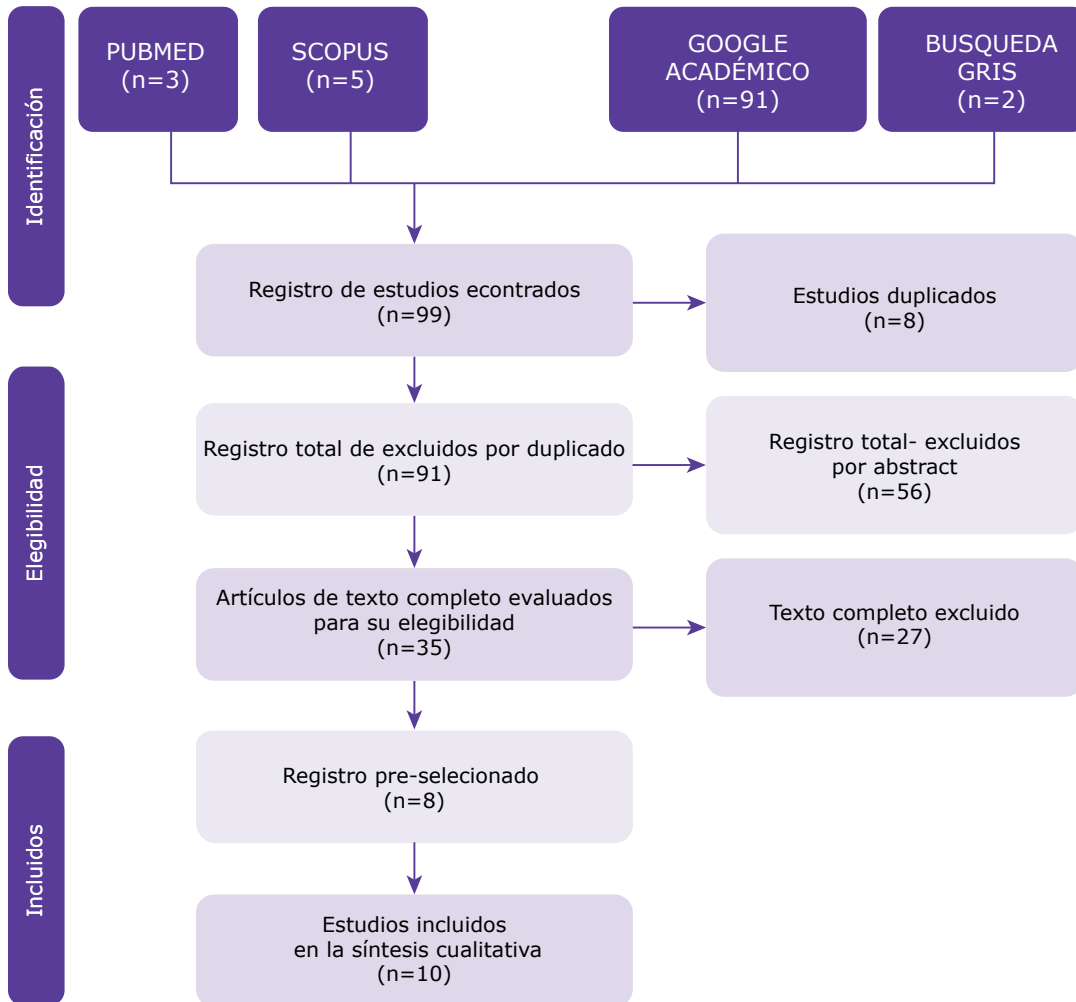 Identificación
PUBMED
(n=3)
SCOPUS
(n=5)
GOOGLE
ACADÉMICO
(n=91)
BUSQUEDA
GRIS
(n=2)
Registro de estudios econtrados
(n=99)
Estudios duplicados
(n=8)
Elegibilidad
Registro total de excluidos por duplicado
(n=91)
Registro total- excluidos
por abstract
(n=56)
Artículos de texto completo evaluados
para su elegibilidad
(n=35)
Texto completo excluido
(n=27)
Incluidos
Registro pre-selecionado
(n=8)
Estudios incluidos
en la síntesis cualitativa
(n=10)